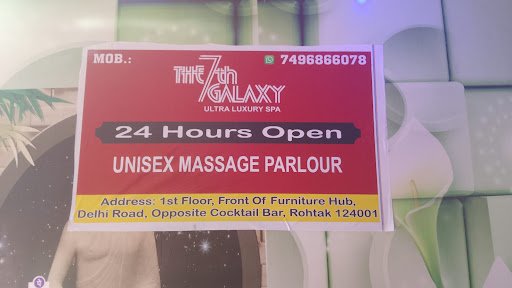 MOB.: 7496866078
THE 7th GALAXY
ULTRA LUXURY SPA
24 Hours Open
UNISEX MASSAGE PARLOUR
Address: 1st Floor, Front Of Furniture Hub,
Delhi Road, Opposite Cocktail Bar, Rohtak 124001